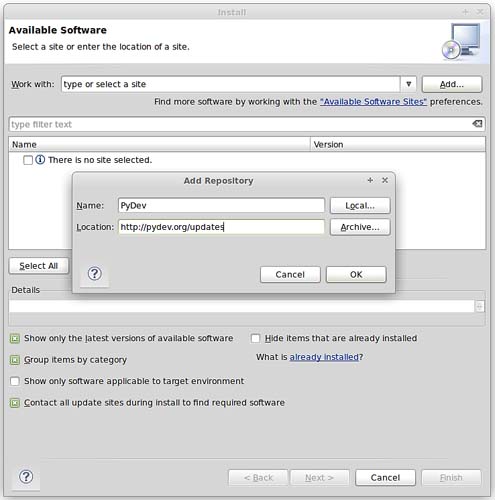 Install
Available Software
Select a site or enter the location of a site.
Work with: type or select a site Add...
Find more software by working with the "Available Software Sites" preferences.
type filter text
Name Version
There is no site selected.
Add Repository
Name: PyDev Local...
Location: http://pydev.org/updates Archive...
? Cancel OK
Select All
Details
Show only the latest versions of available software Hide items that are already installed
Group items by category What is already installed?
Show only software applicable to target environment
Contact all update sites during install to find required software
? < Back Next > Cancel Finish